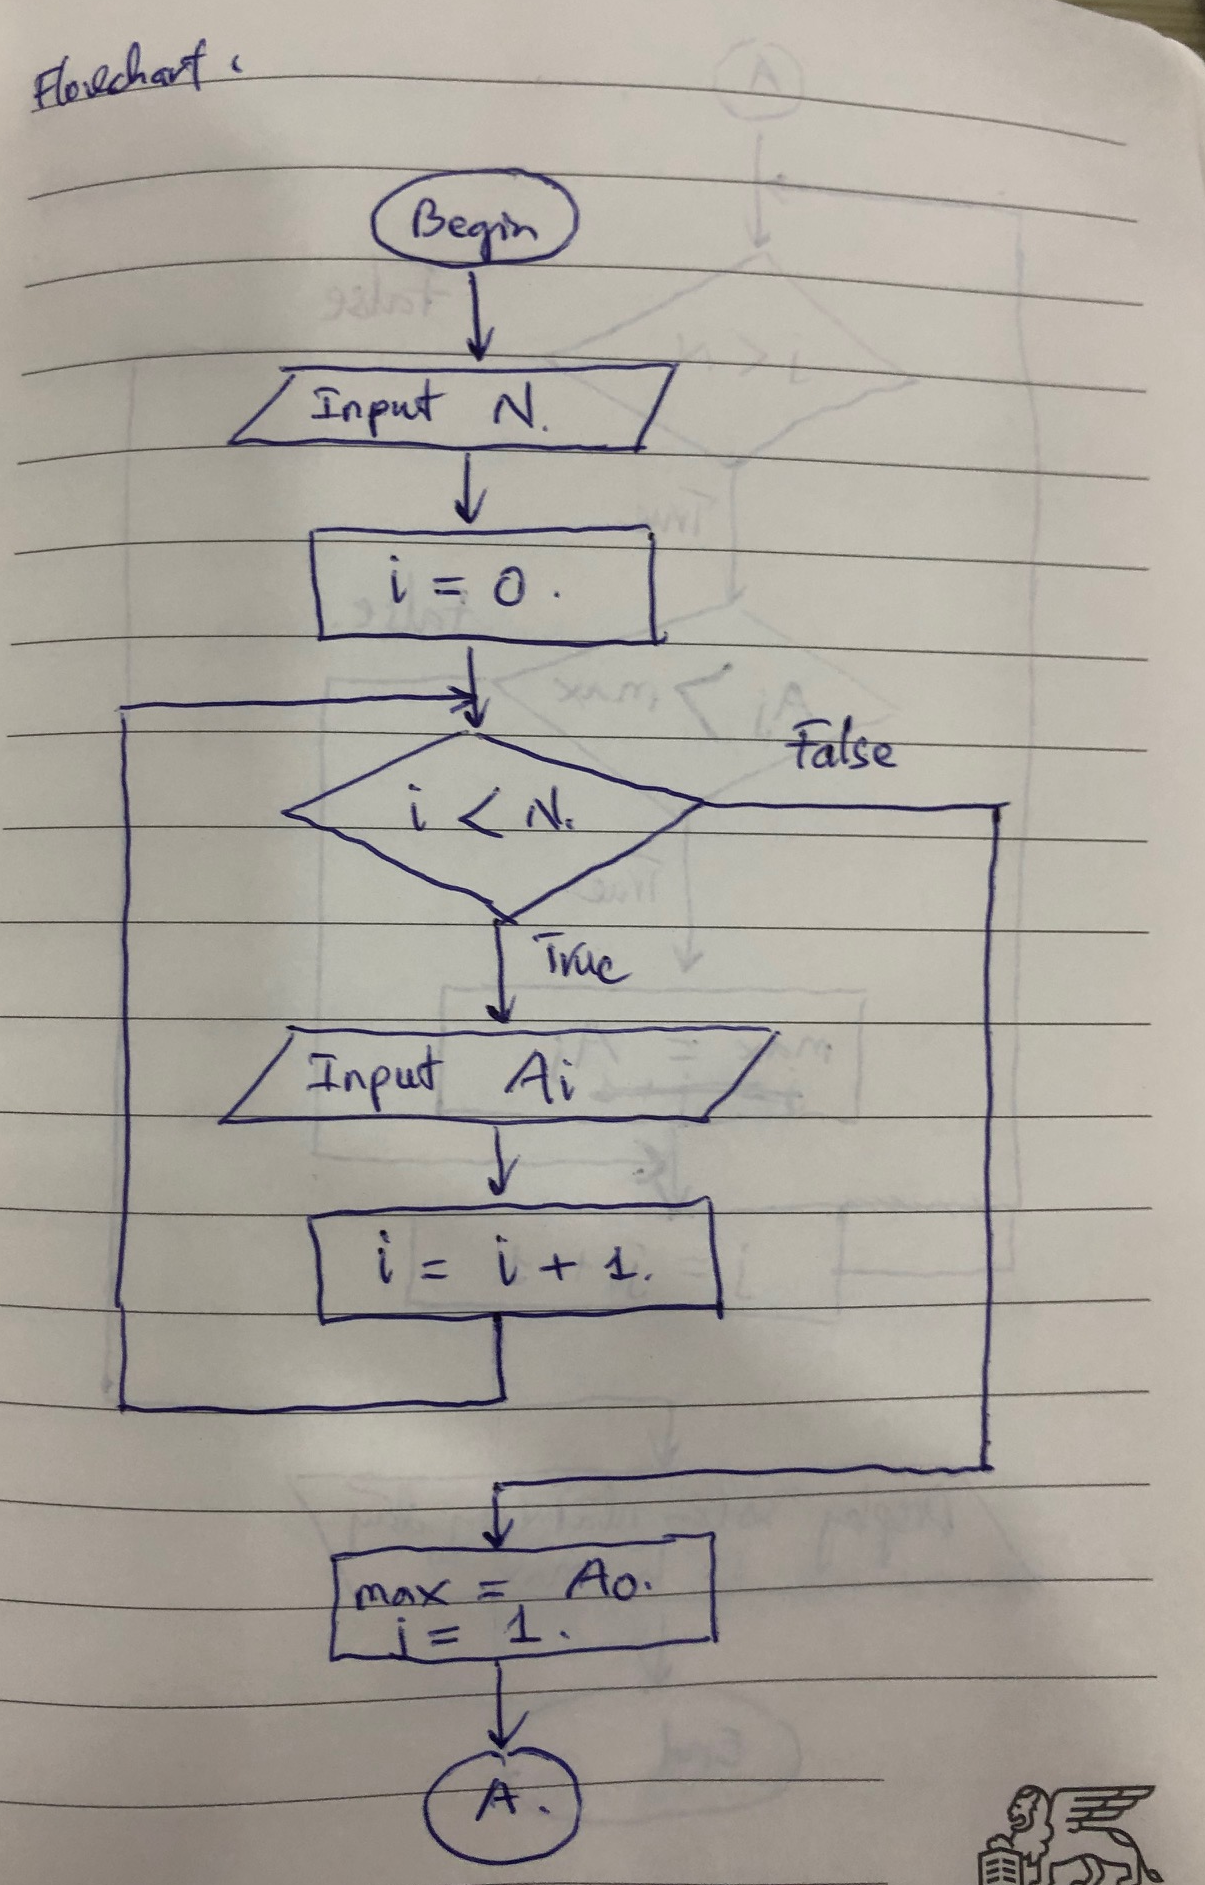 Flowchart :
Begin
Input N.
i = 0.
i < N.
False
True
Input Ai
i = i + 1.
max = A0.
j = 1.
A.